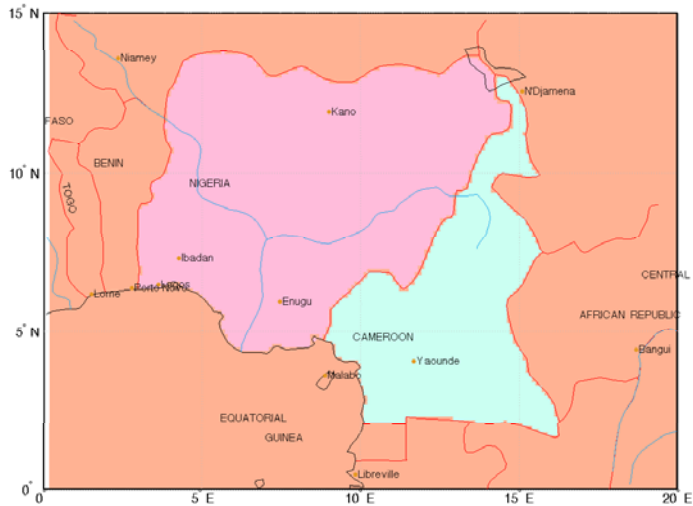 15° N
Niamey
N'Djamena
Kano
FASO
BENIN
10° N
NIGERIA
TOGO
Ibadan
CENTRAL
Lome
Porto Novo
Lagos
Enugu
AFRICAN REPUBLIC
5° N
CAMEROON
Bangui
Yaounde
Malabo
EQUATORIAL
GUINEA
Libreville
0°
0
5° E
10° E
15° E
20° E